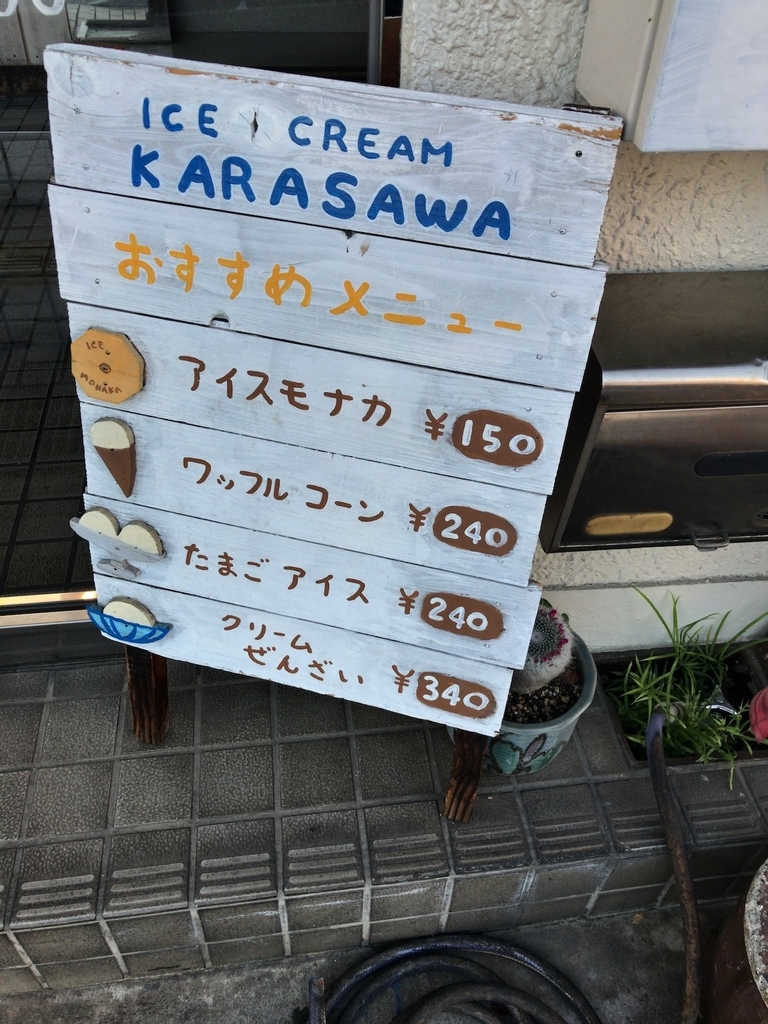 ICE CREAM
KARASAWA
おすすめメニュー
ICE
MONAKA
アイスモナカ ¥150
ワッフルコーン ¥240
たまごアイス ¥240
クリーム
ぜんざい ¥340